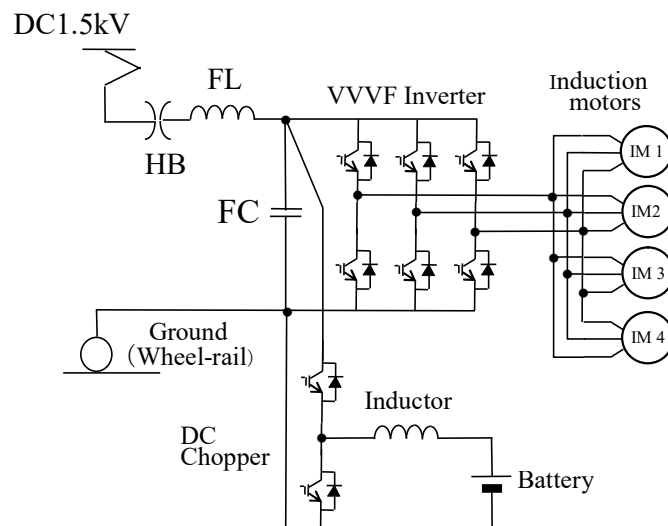 DC1.5kV
FL
HB
VVVF Inverter
Induction
motors
IM 1
IM2
IM 3
IM 4
FC
Ground
(Wheel-rail)
DC
Chopper
Inductor
Battery